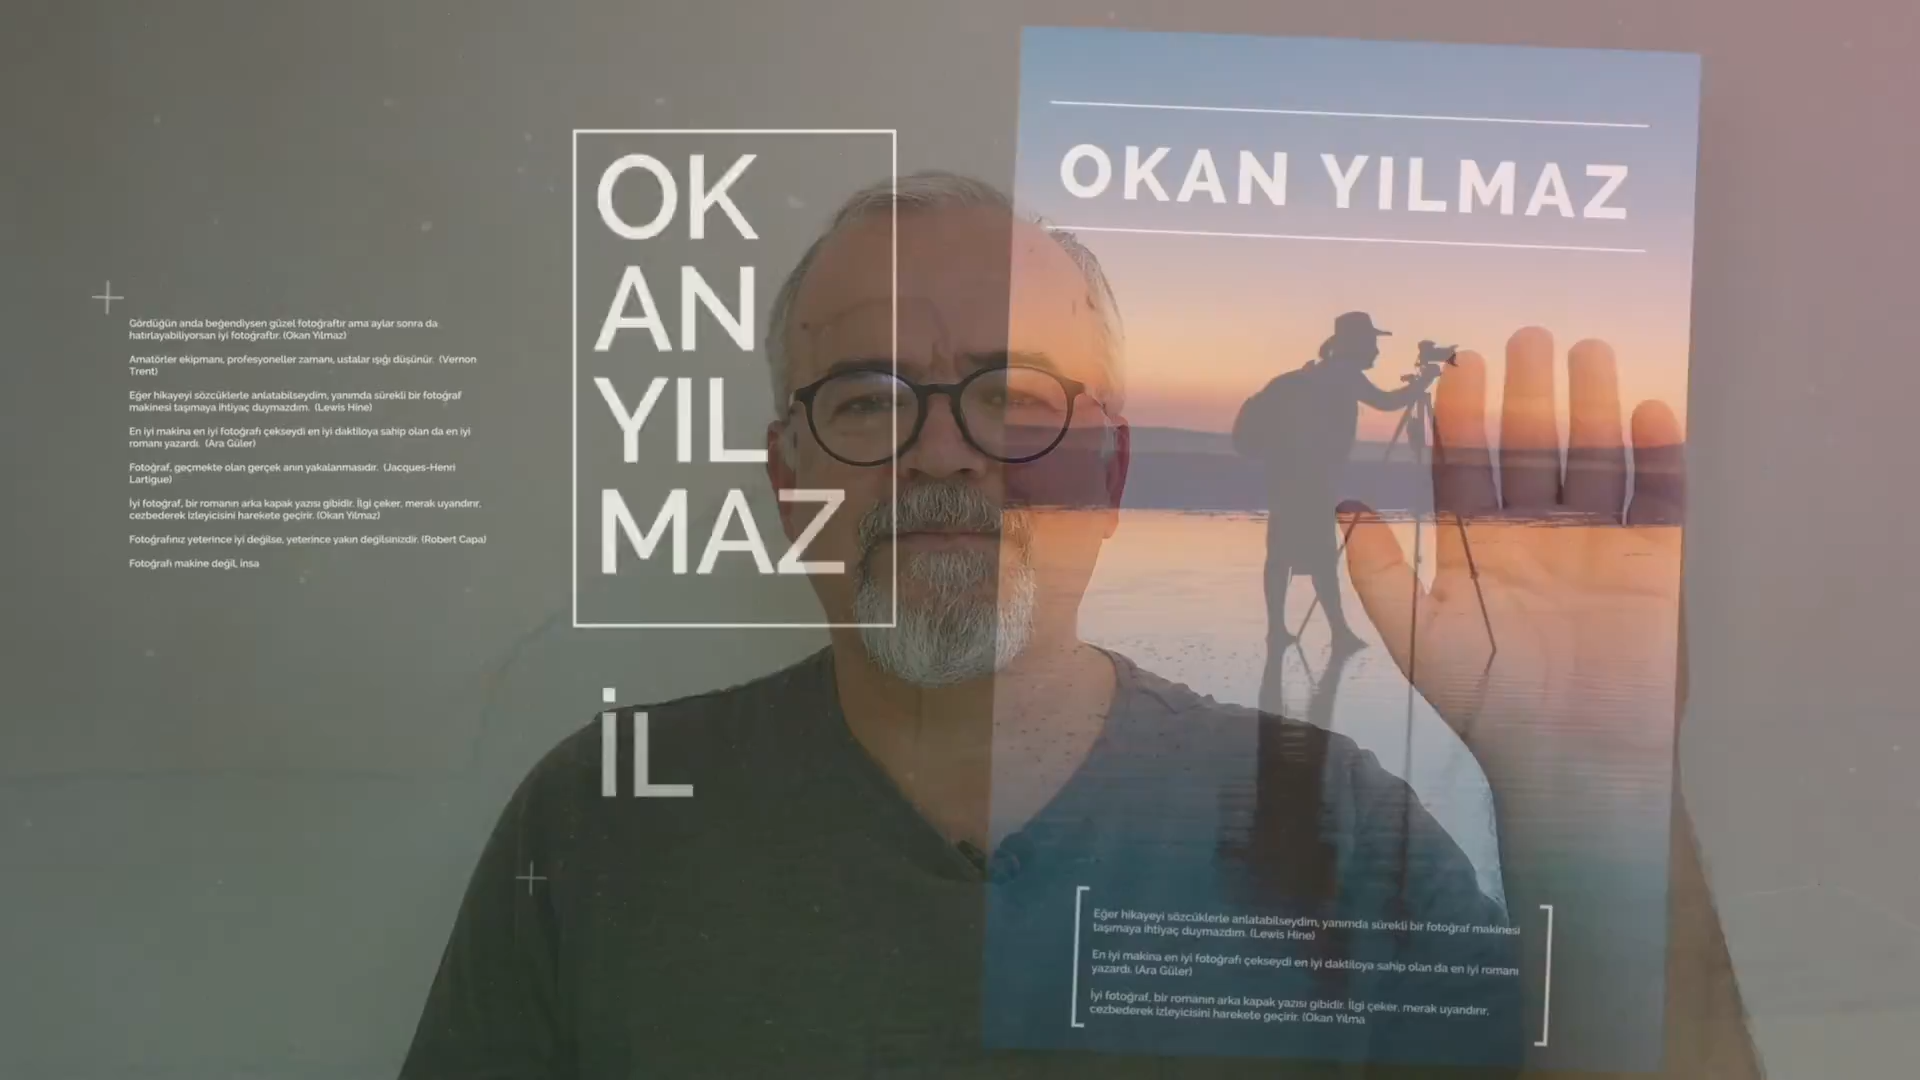 Gördüğün anda beğendiysen güzel fotoğraftır ama aylar sonra da
hatırlayabiliyorsan iyi fotoğraftır. (Okan Yılmaz)
Amatörler ekipmanı, profesyoneller zamanı, ustalar ışığı düşünür. (Vernon
Trent)
Eğer hikayeyi sözcüklerle anlatabilseydim, yanımda sürekli bir fotoğraf
makinesi taşımaya ihtiyaç duymazdım. (Lewis Hine)
En iyi makina en iyi fotoğrafı çekseydi en iyi daktiloya sahip olan da en iyi
romanı yazardı. (Ara Güler)
Fotoğraf, geçmekte olan gerçek anın yakalanmasıdır. (Jacques-Henri
Lartigue)
İyi fotoğraf, bir romanın arka kapak yazısı gibidir. İlgi çeker, merak uyandırır,
cezbederek izleyicisini harekete geçirir. (Okan Yılmaz)
Fotoğrafınız yeterince iyi değilse, yeterince yakın değilsinizdir. (Robert Capa)
Fotoğrafı makine değil, insa
OK
AN
YIL
MAZ
İL
OKAN YILMAZ
Eğer hikayeyi sözcüklerle anlatabilseydim, yanımda sürekli bir fotoğraf makinesi
taşımaya ihtiyaç duymazdım. (Lewis Hine)
En iyi makina en iyi fotoğrafı çekseydi en iyi daktiloya sahip olan da en iyi romanı
yazardı. (Ara Güler)
İyi fotoğraf, bir romanın arka kapak yazısı gibidir. İlgi çeker, merak uyandırır,
cezbederek izleyicisini harekete geçirir. (Okan Yılma